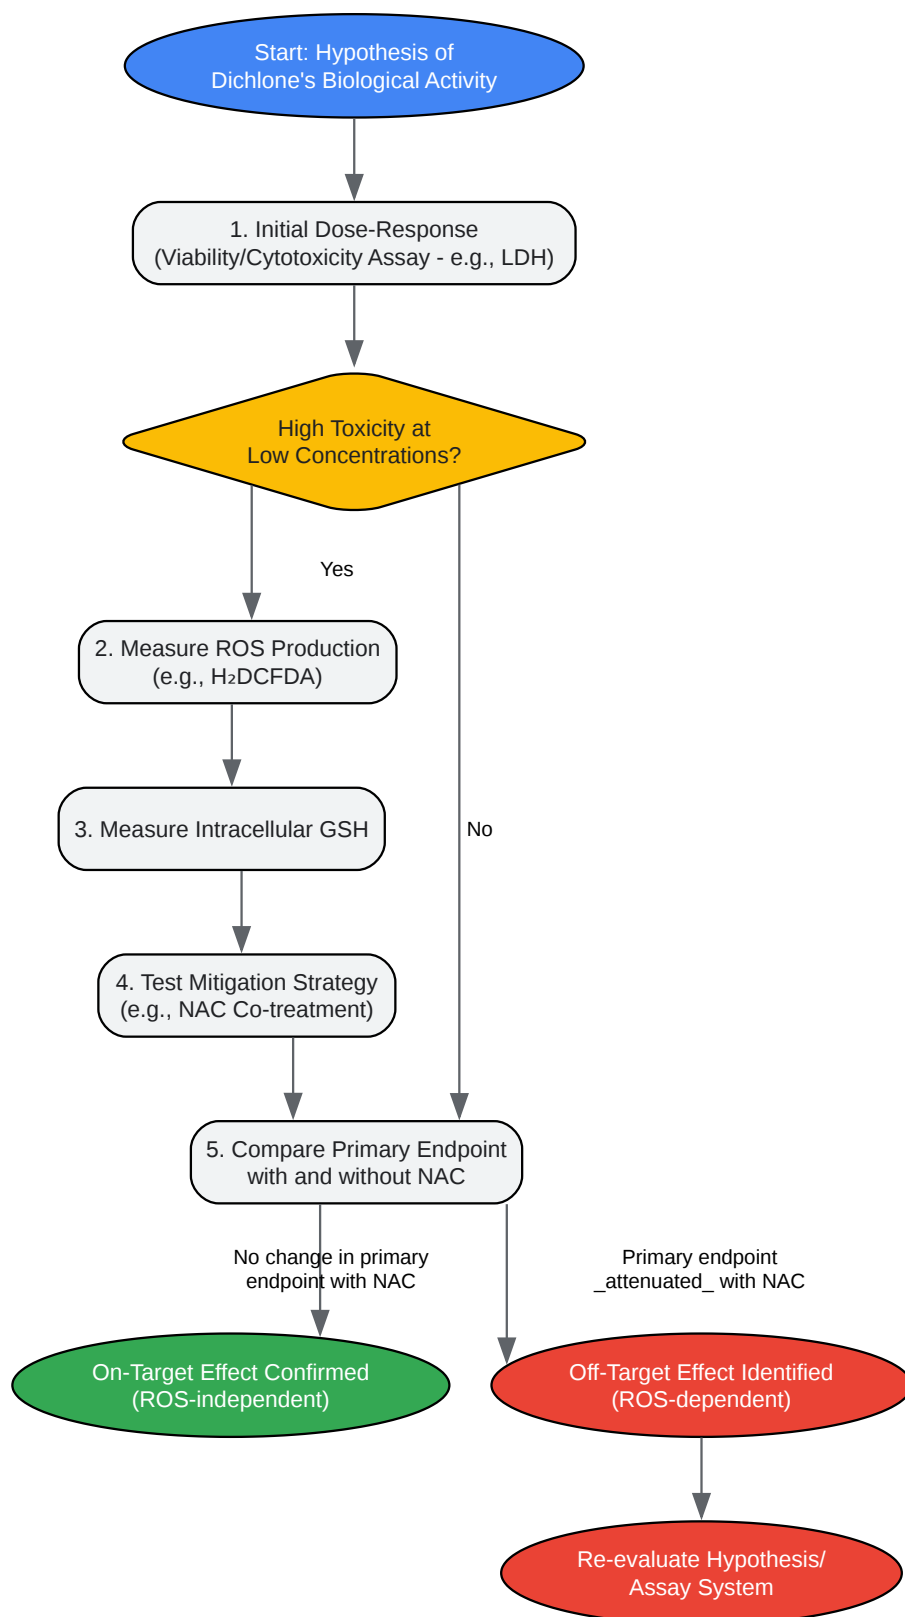 Start: Hypothesis of
Dichlone's Biological Activity
1. Initial Dose-Response
(Viability/Cytotoxicity Assay - e.g., LDH)
High Toxicity at
Low Concentrations?
Yes
2. Measure ROS Production
(e.g., H₂DCFDA)
3. Measure Intracellular GSH
No
4. Test Mitigation Strategy
(e.g., NAC Co-treatment)
5. Compare Primary Endpoint
with and without NAC
No change in primary
endpoint with NAC
Primary endpoint
_attenuated_ with NAC
On-Target Effect Confirmed
(ROS-independent)
Off-Target Effect Identified
(ROS-dependent)
Re-evaluate Hypothesis/
Assay System